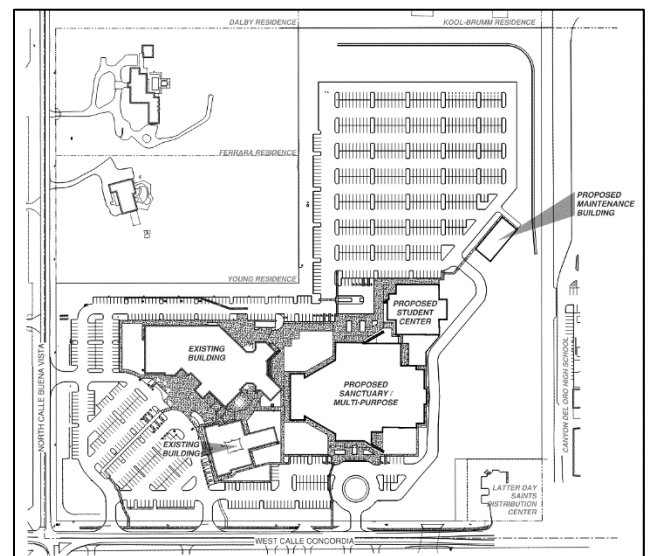 DALBY RESIDENCE
KOOL-BRUMM RESIDENCE
FERRARA RESIDENCE
PROPOSED
MAINTENANCE
BUILDING
YOUNG RESIDENCE
PROPOSED
STUDENT
CENTER
EXISTING
BUILDING
PROPOSED
SANCTUARY /
MULTI-PURPOSE
NORTH CALLE BUENA VISTA
CANYON DEL ORO HIGH SCHOOL
EXISTING
BUILDING
LATTER DAY
SAINTS
DISTRIBUTION
CENTER
WEST CALLE CONCORDIA